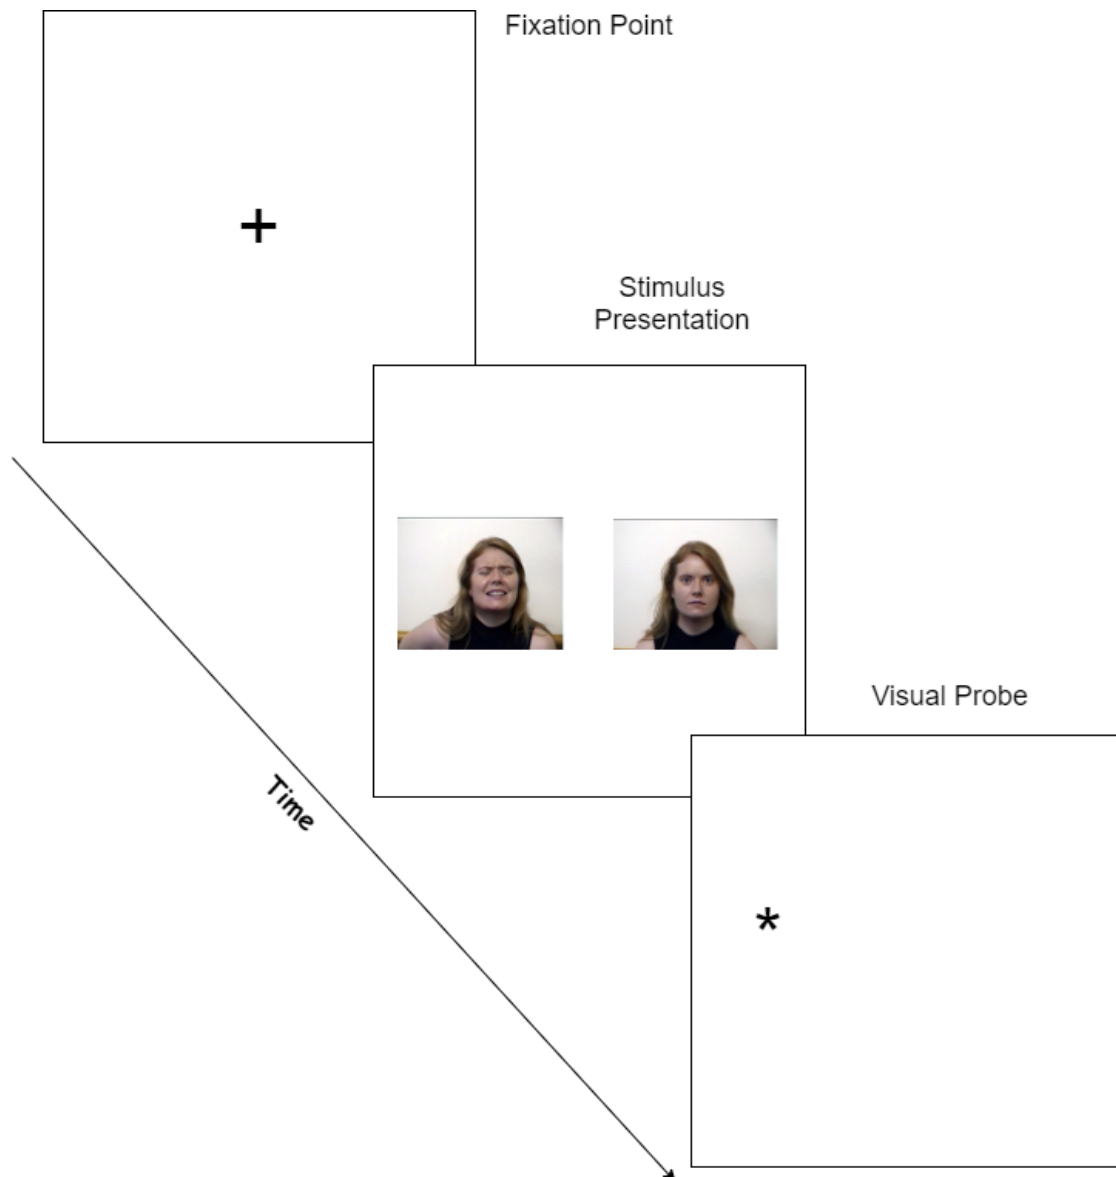 Fixation Point
+
Stimulus
Presentation
Visual Probe
*
Time